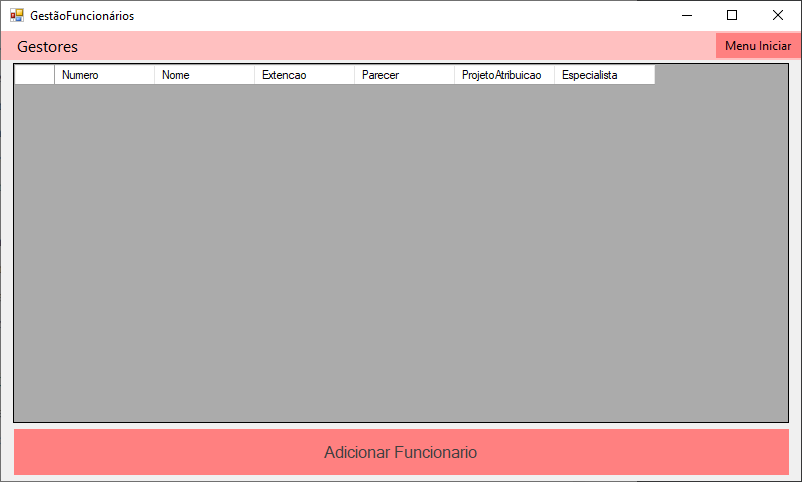 GestãoFuncionários
Gestores
Menu Iniciar
Numero Nome Extencao Parecer ProjetoAtribuicao Especialista
Adicionar Funcionario